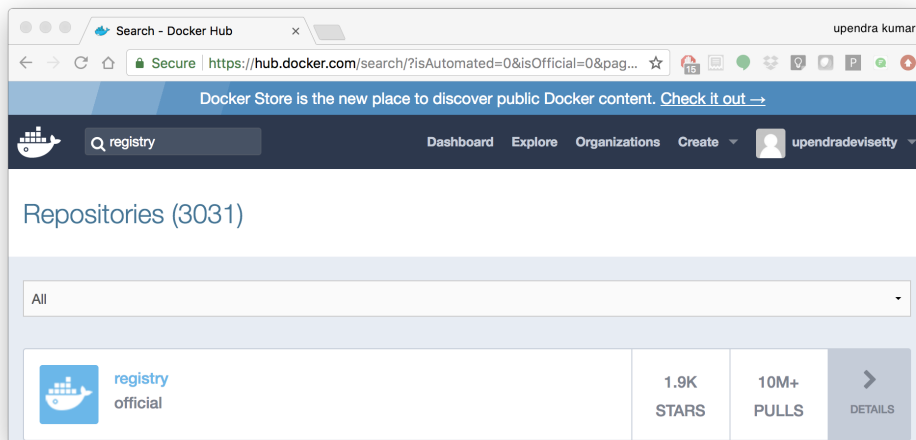 Search - Docker Hub
upendra kumar
Secure https://hub.docker.com/search/?isAutomated=0&isOfficial=0&pag...
15
P
Docker Store is the new place to discover public Docker content. Check it out →
registry
Dashboard Explore Organizations Create upendradevisetty
Repositories (3031)
All
registry
official
1.9K
STARS
10M+
PULLS
DETAILS